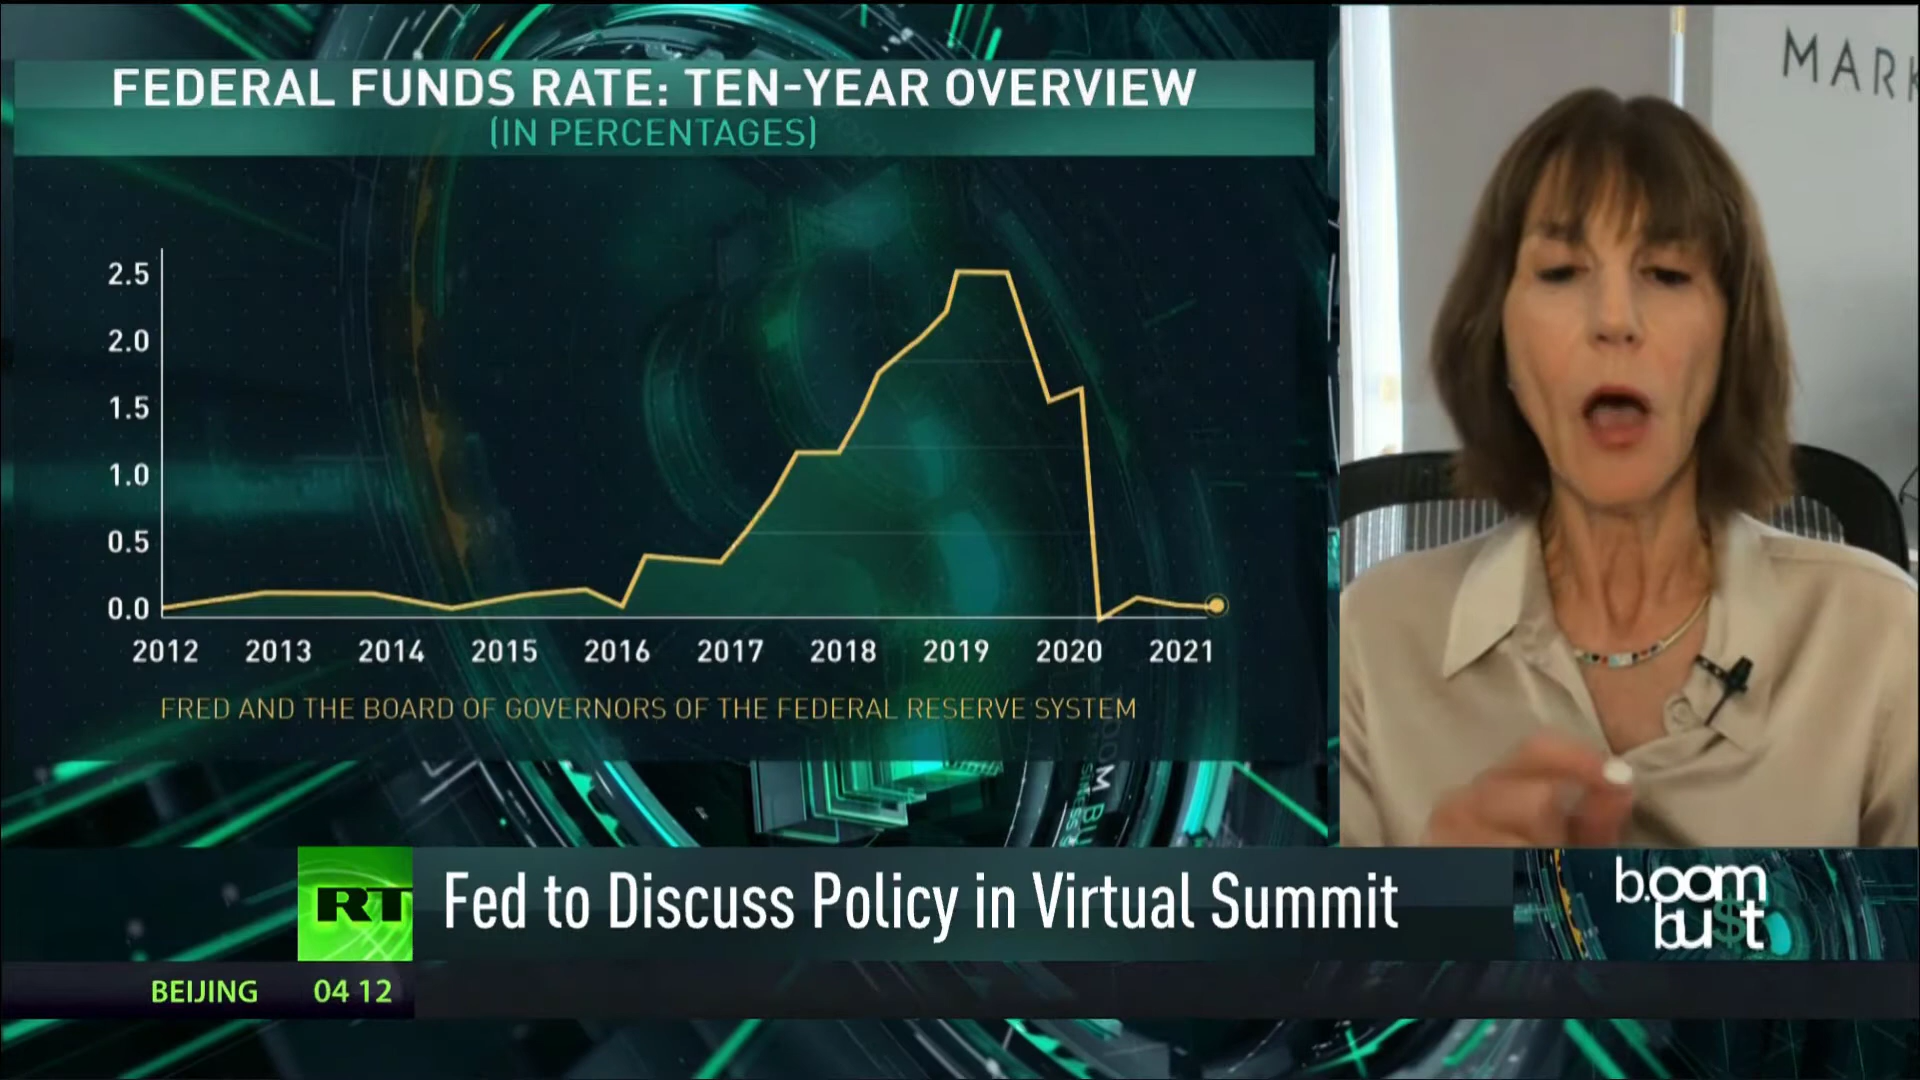 FEDERAL FUNDS RATE: TEN-YEAR OVERVIEW
(IN PERCENTAGES)
MARK
2.5
2.0
1.5
1.0
0.5
0.0
2012 2013 2014 2015 2016 2017 2018 2019 2020 2021
FRED AND THE BOARD OF GOVERNORS OF THE FEDERAL RESERVE SYSTEM
RT
Fed to Discuss Policy in Virtual Summit
b.oom
bu$t
BEIJING 04 12